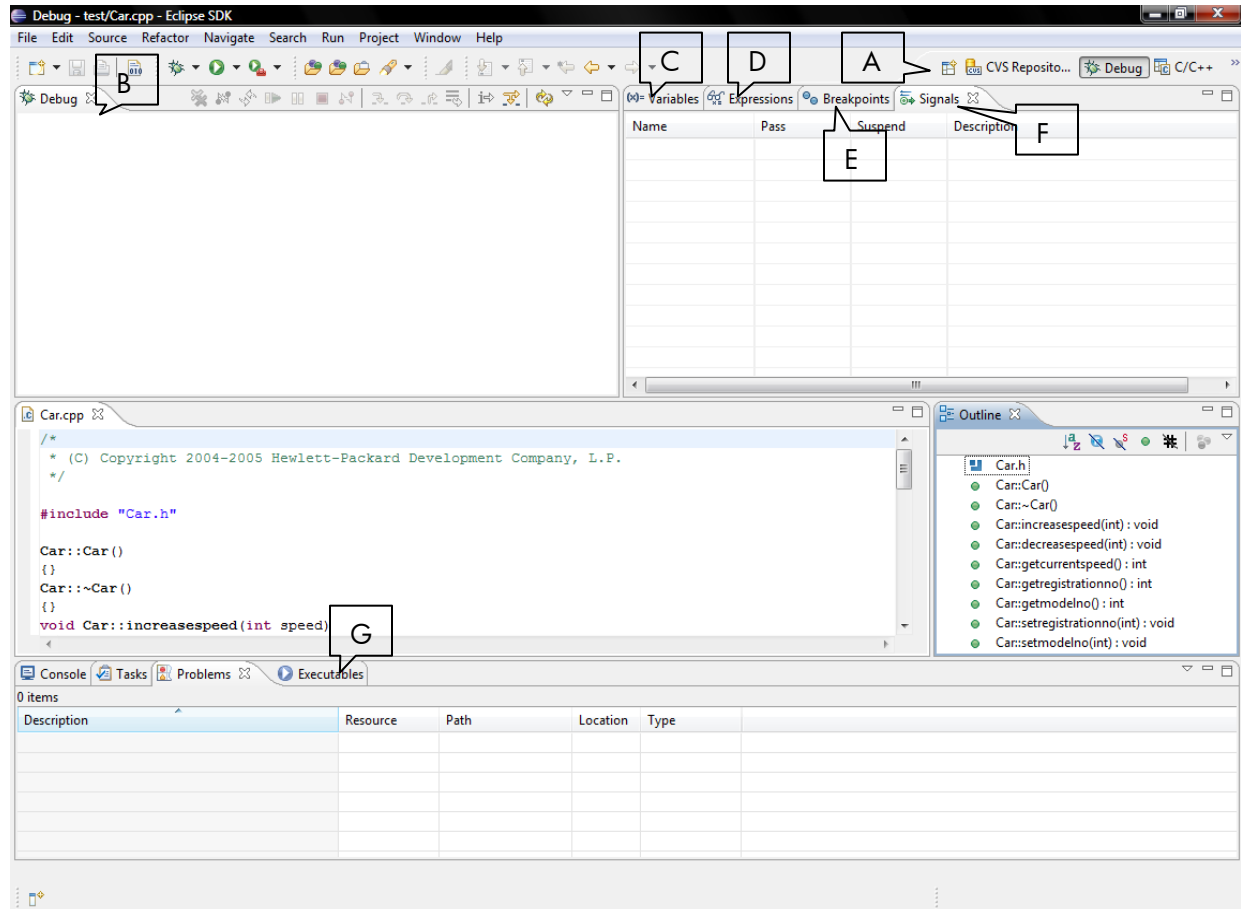 Debug - test/Car.cpp - Eclipse SDK
File Edit Source Refactor Navigate Search Run Project Window Help
B
C
D
A
CVS Reposito... Debug C/C++ »
Debug
(x)= Variables Expressions Breakpoints Signals
Name Pass Suspend Description
E
F
Car.cpp
/*
* (C) Copyright 2004-2005 Hewlett-Packard Development Company, L.P.
*/
#include "Car.h"
Car::Car()
{}
Car::~Car()
{}
void Car::increasespeed(int speed)
G
Outline
Car.h
Car::Car()
Car::~Car()
Car::increasespeed(int) : void
Car::decreasespeed(int) : void
Car::getcurrentspeed() : int
Car::getregistrationno() : int
Car::getmodelno() : int
Car::setregistrationno(int) : void
Car::setmodelno(int) : void
Console Tasks Problems Executables
0 items
Description Resource Path Location Type